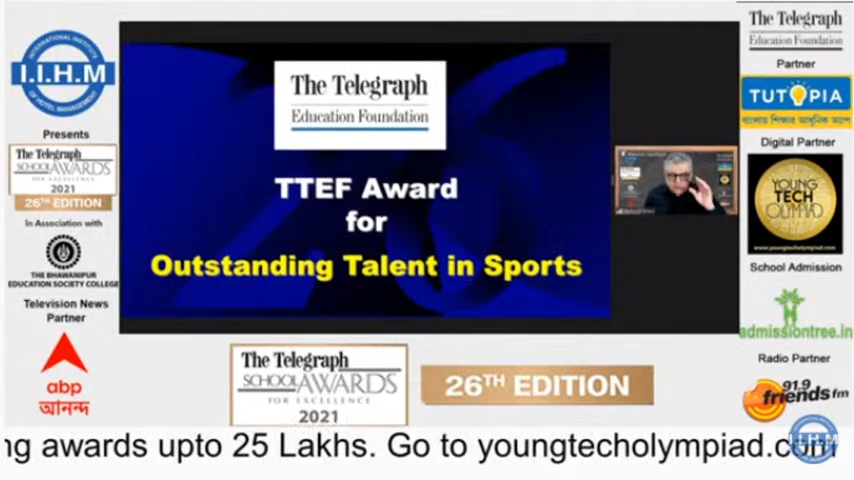 INTERNATIONAL INSTITUTE
I.I.H.M
OF HOTEL MANAGEMENT
Presents
The Telegraph
SCHOOL AWARDS
FOR EXCELLENCE
2021
26TH EDITION
In Association with
THE BHAWANIPUR
EDUCATION SOCIETY COLLEGE
Television News
Partner
abp
আনন্দ
The Telegraph
Education Foundation
TTEF Award
for
Outstanding Talent in Sports
The Telegraph
SCHOOL AWARDS
FOR EXCELLENCE
2021
26TH EDITION
The Telegraph
Education Foundation
Partner
TUTOPIA
বাংলায় শিক্ষার আধুনিক অ্যাপ
Digital Partner
YOUNG
TECH
OLYMPIAD
www.youngtecholympiad.com
School Admission
admissiontree.in
Radio Partner
91.9
friends fm
ng awards upto 25 Lakhs. Go to youngtecholympiad.com
I.I.H.M